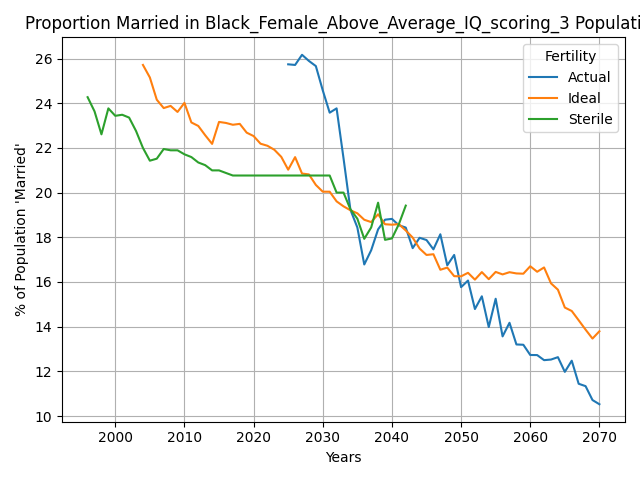 Proportion Married in Black_Female_Above_Average_IQ_scoring_3 Populati
% of Population 'Married'
26
24
22
20
18
16
14
12
10
Fertility
Actual
Ideal
Sterile
2000 2010 2020 2030 2040 2050 2060 2070
Years